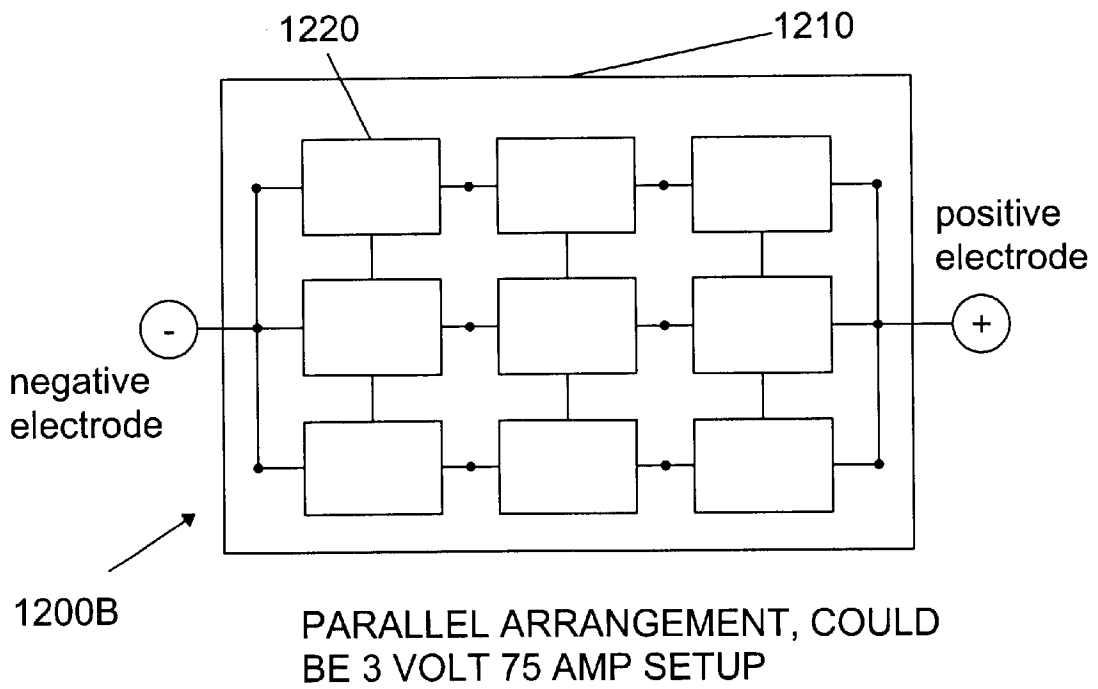 1220
1210
positive
electrode
-
+
negative
electrode
1200B
PARALLEL ARRANGEMENT, COULD
BE 3 VOLT 75 AMP SETUP